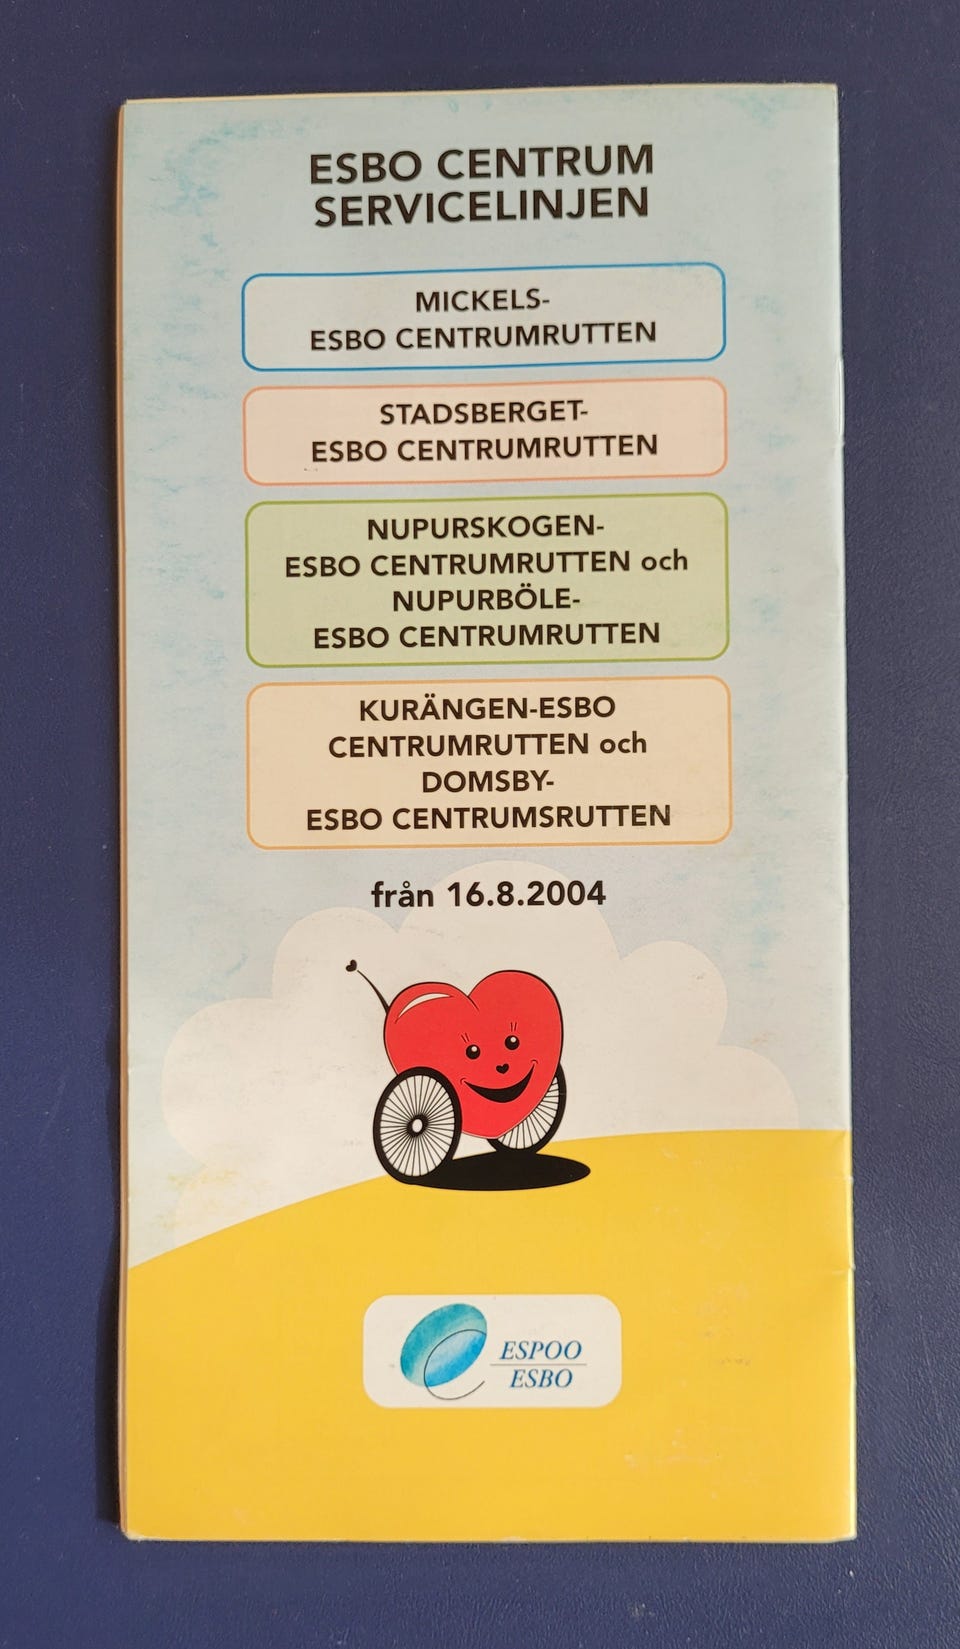 ESBO CENTRUM
SERVICELINJEN
MICKELS-
ESBO CENTRUMRUTTEN
STADSBERGET-
ESBO CENTRUMRUTTEN
NUPURSKOGEN-
ESBO CENTRUMRUTTEN och
NUPURBÖLE-
ESBO CENTRUMRUTTEN
KURÄNGEN-ESBO
CENTRUMRUTTEN och
DOMSBY-
ESBO CENTRUMSRUTTEN
från 16.8.2004
ESPOO
ESBO